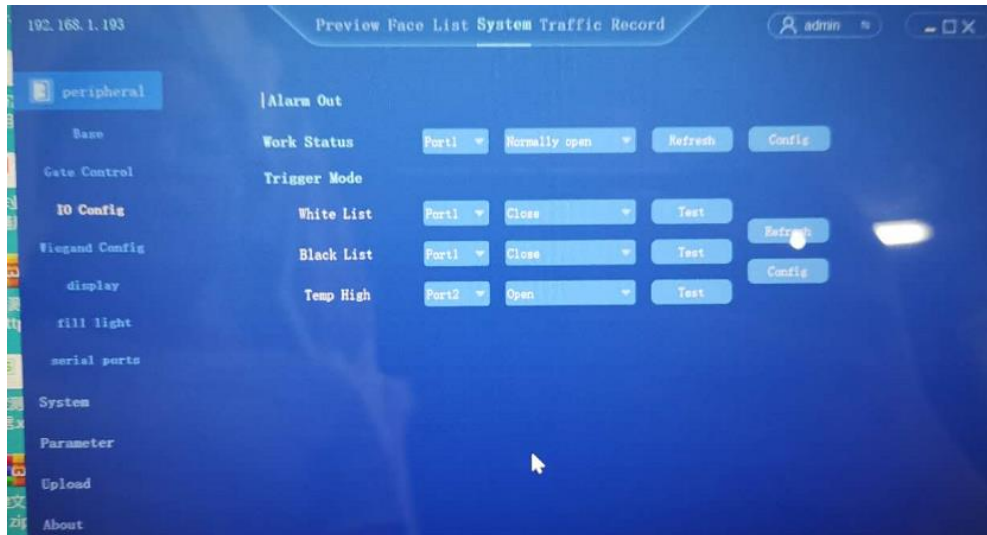 192.168.1.193
Preview Face List System Traffic Record
admin
peripheral
Alarm Out
Base
Work Status Port1 Normally open Refresh Config
Gate Control
Trigger Mode
IO Config
White List Port1 Close Test
Refresh
Wiegand Config
Black List Port1 Close Test
Config
display
Temp High Port2 Open Test
fill light
serial ports
System
Parameter
Upload
About
zip